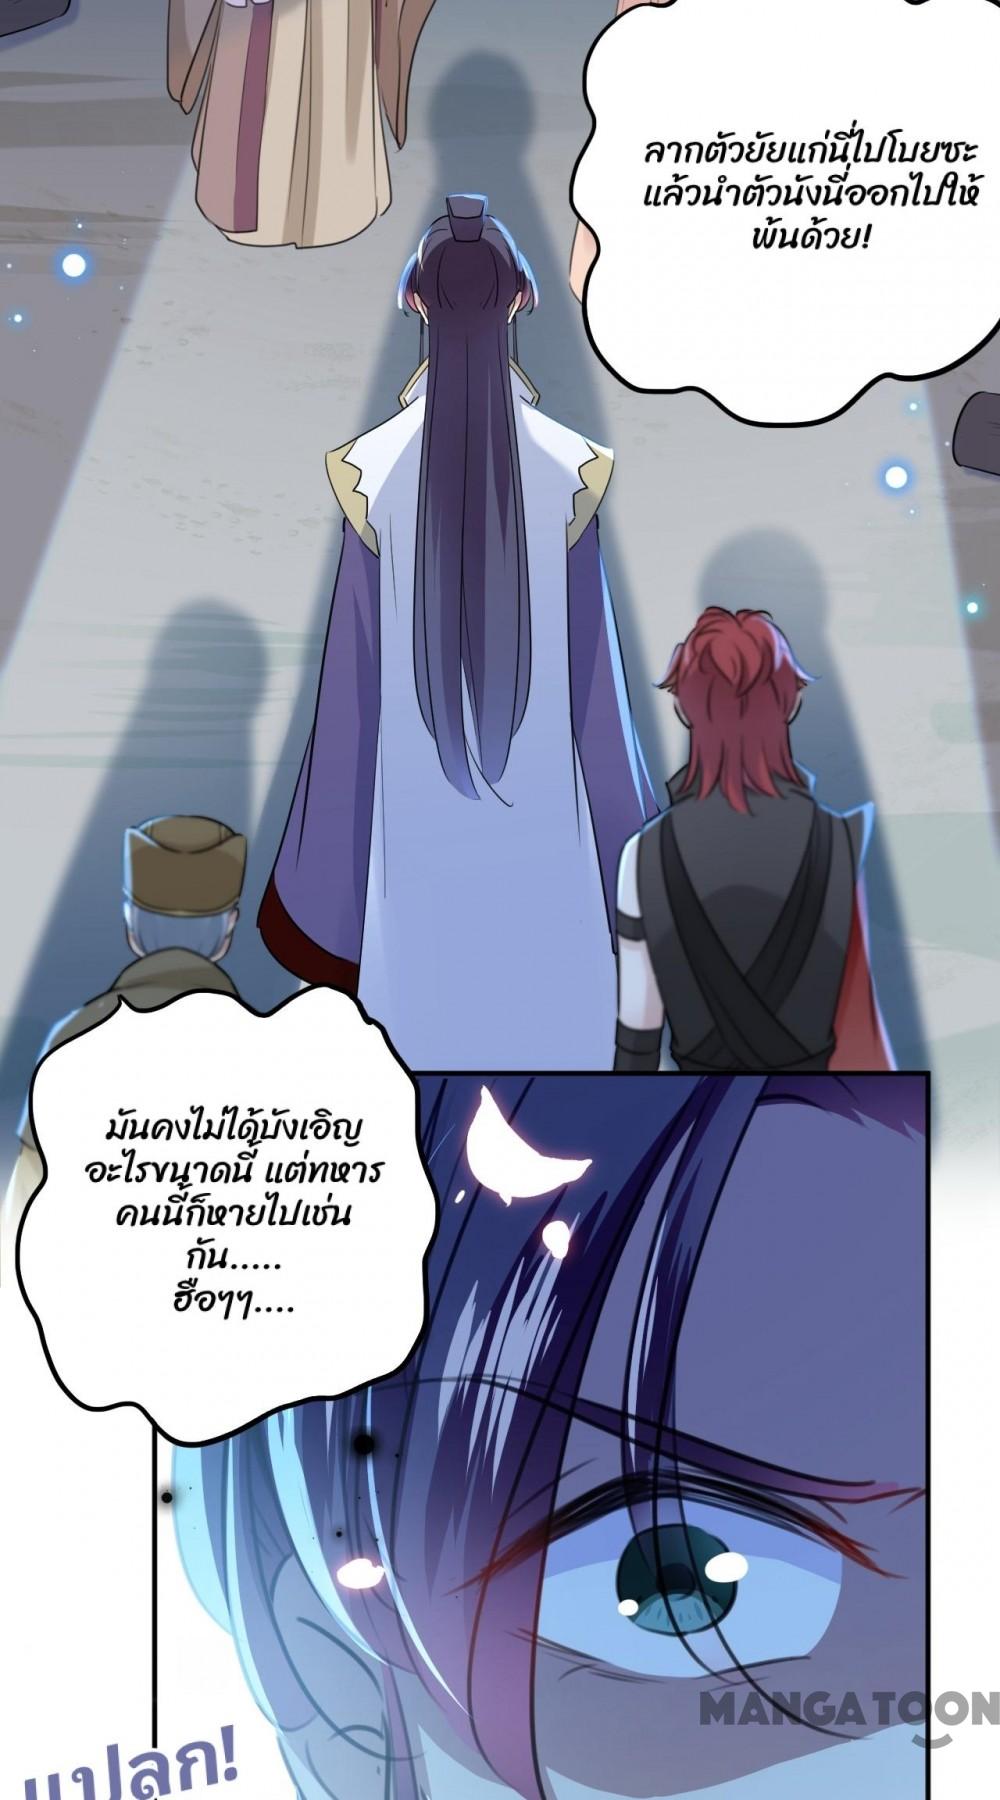 ลากตัวยัยแก่นี่ไปโบยซะ
แล้วนำตัวนังนี่ออกไปให้
พ้นด้วย!
มันคงไม่ได้บังเอิญ
อะไรขนาดนี้ แต่ทหาร
คนนี้ก็หายไปเช่น
กัน.....
ฮือๆๆ....
แปลก!
MANGATOON